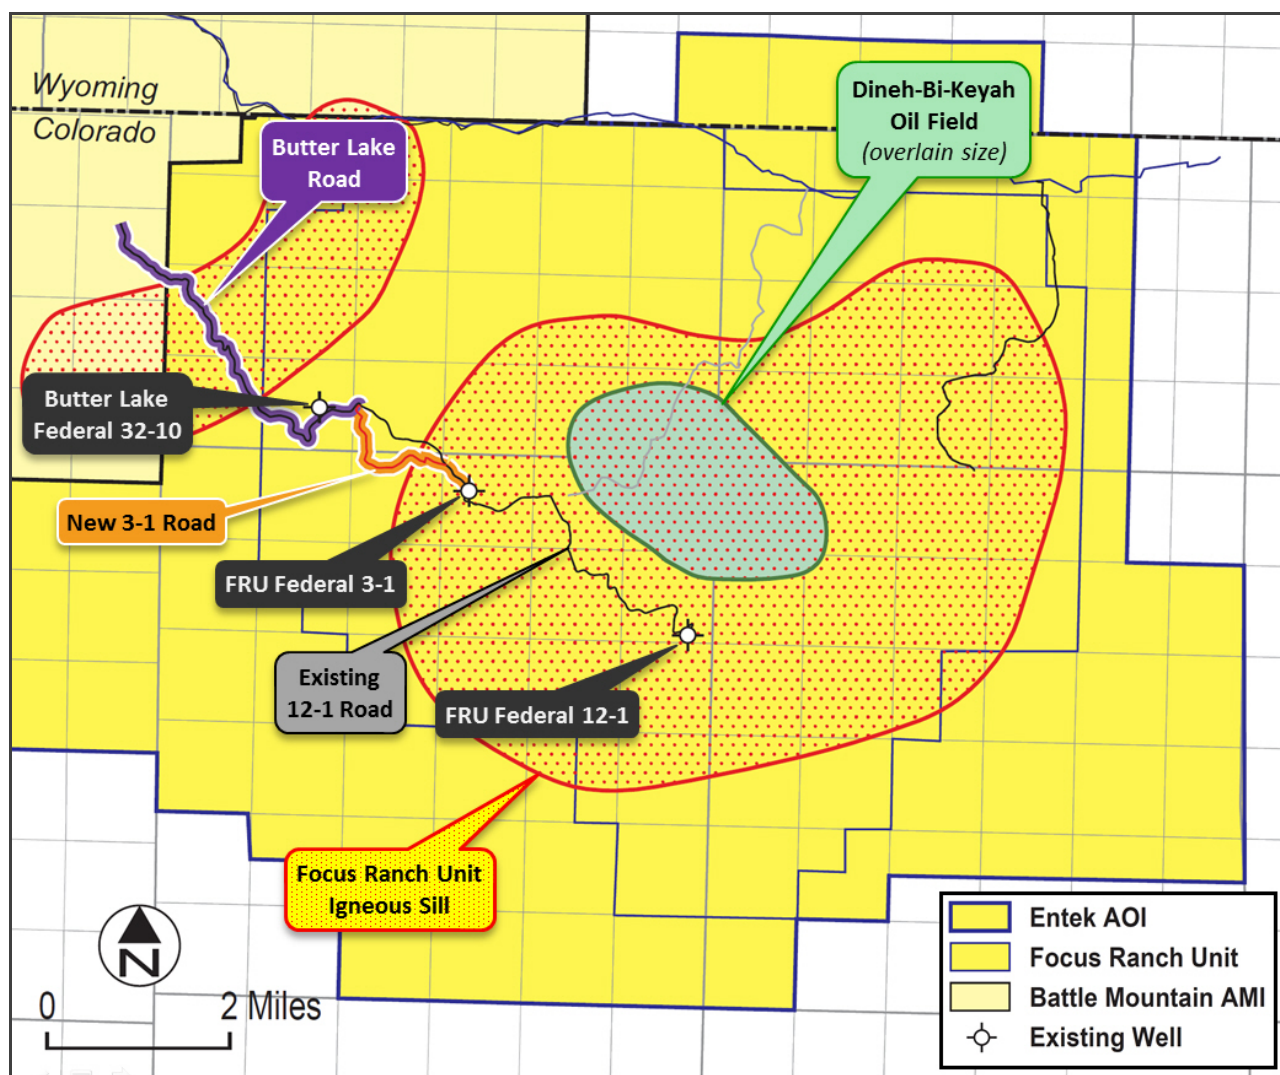 Wyoming
Colorado
Butter Lake
Road
Dineh-Bi-Keyah
Oil Field
(overlain size)
Butter Lake
Federal 32-10
New 3-1 Road
FRU Federal 3-1
Existing
12-1 Road
FRU Federal 12-1
Focus Ranch Unit
Igneous Sill
N
0 2 Miles
Entek AOI
Focus Ranch Unit
Battle Mountain AMI
Existing Well